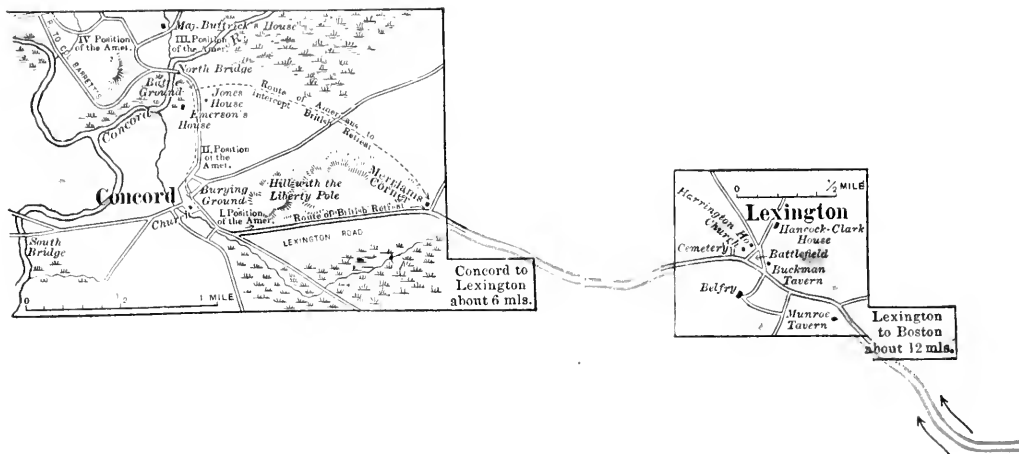 TO COL. BARRETT'S
Maj. Buttrick's House
IV Position
of the Amer.
III. Position
of the Amer.
North Bridge
Battle
Ground
Jones
House
Emerson's
House
Concord
R.
Route of Americans to
Intercept British Retreat
II. Position
of the
Amer.
Merriam's
Corner
Concord
Burying
Ground
Hill with the
Liberty Pole
Church
I. Position
of the Amer.
Route of British Retreat
LEXINGTON ROAD
South
Bridge
0 1/2 1 MILE
Concord to
Lexington
about 6 mls.
0 1/2 MILE
Harrington Ho.
Church
Lexington
Hancock-Clark
House
Cemetery
Battlefield
Buckman
Tavern
Belfry
Munroe
Tavern
Lexington
to Boston
about 12 mls.